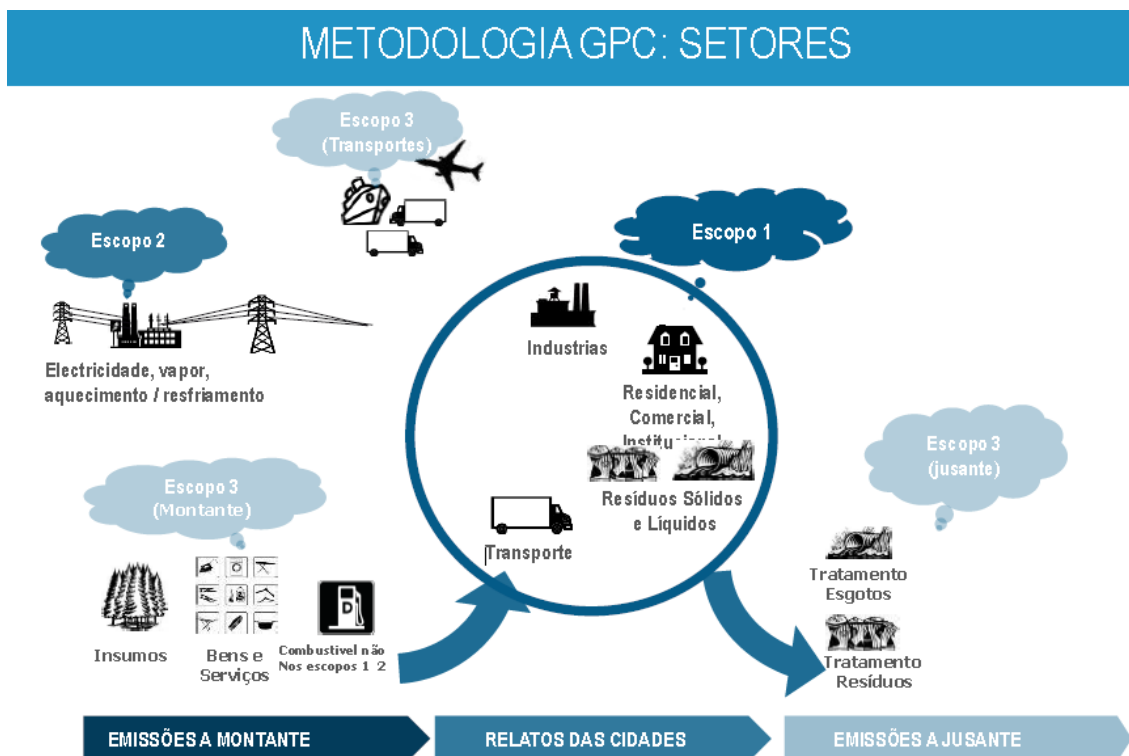 METODOLOGIA GPC: SETORES
Escopo 3
(Transportes)
Escopo 2
Escopo 1
Electricidade, vapor,
aquecimento / resfriamento
Industrias
Residencial,
Comercial,
Institucional
Resíduos Sólidos
e Líquidos
Transporte
Escopo 3
(Montante)
Insumos
Bens e
Serviços
Combustivel não
Nos escopos 1 2
D
Escopo 3
(jusante)
Tratamento
Esgotos
Tratamento
Resíduos
EMISSÕES A MONTANTE
RELATOS DAS CIDADES
EMISSÕES A JUSANTE